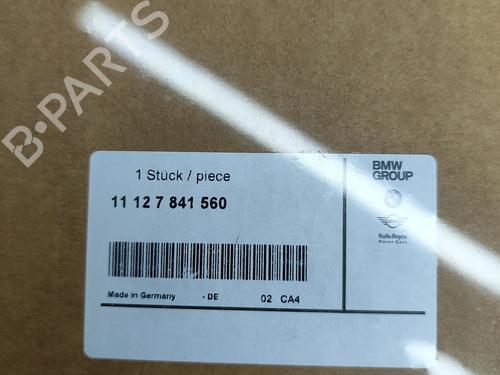 B-PARTS
1 Stück / piece
11 12 7 841 560
Made in Germany - DE 02 CA4
BMW
GROUP
Rolls-Royce
Motor Cars